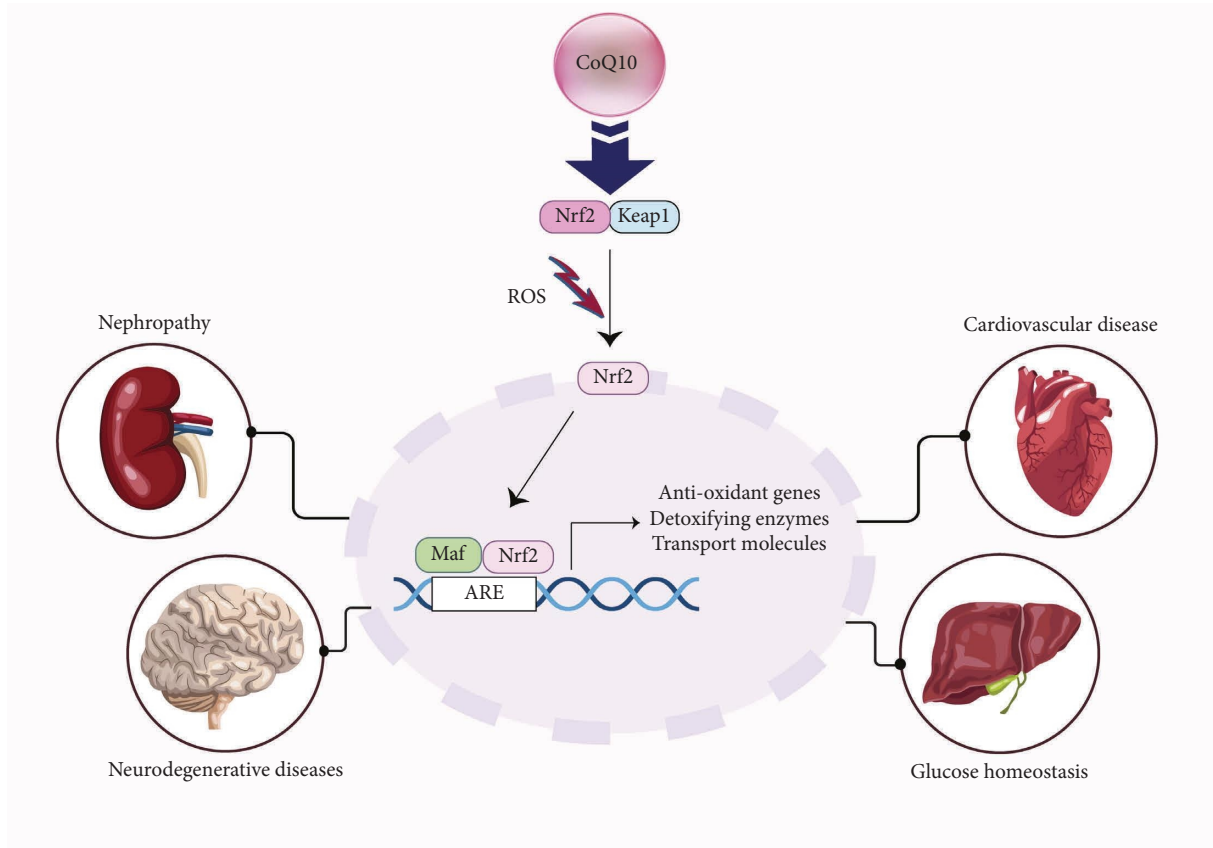 CoQ10
Nrf2
Keap1
ROS
Nephropathy
Cardiovascular disease
Nrf2
Anti-oxidant genes
Detoxifying enzymes
Transport molecules
Maf
Nrf2
ARE
Neurodegenerative diseases
Glucose homeostasis